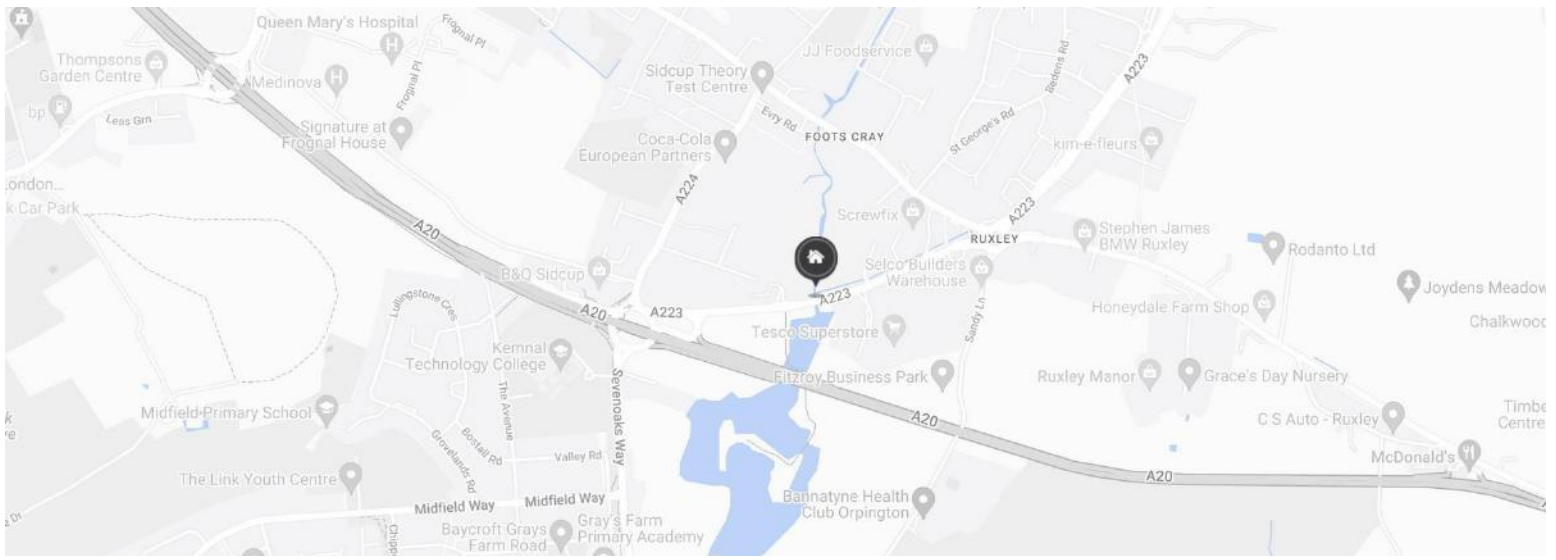 Queen Mary's Hospital
Frognal Pl
Thompsons
Garden Centre
Medinova
Frognal Pl
bp
Leas Grn
Signature at
Frognal House
JJ Foodservice
Sidcup Theory
Test Centre
Evry Rd
FOOTS CRAY
Bedens Rd
A223
St George's Rd
kim-e-fleurs
Coca-Cola
European Partners
A224
London...
k Car Park
A20
Screwfix
A223
RUXLEY
Stephen James
BMW Ruxley
Rodanto Ltd
Joydens Meadow
B&Q Sidcup
Selco Builders
Warehouse
A223
A223
Honeydale Farm Shop
Chalkwood
Lullingstone Cres
A20
Tesco Superstore
Sandy Ln
Kemnal
Technology College
Sevenoaks Way
Fitzroy Business Park
Ruxley Manor
Grace's Day Nursery
Midfield Primary School
The Avenue
A20
C S Auto - Ruxley
Timbe
Centre
Grovelands Rd
Bostall Rd
Valley Rd
McDonald's
The Link Youth Centre
A20
Midfield Way
Midfield Way
Bannatyne Health
Club Orpington
Baycroft Grays
Farm Road
Gray's Farm
Primary Academy
Chipp
e Dr